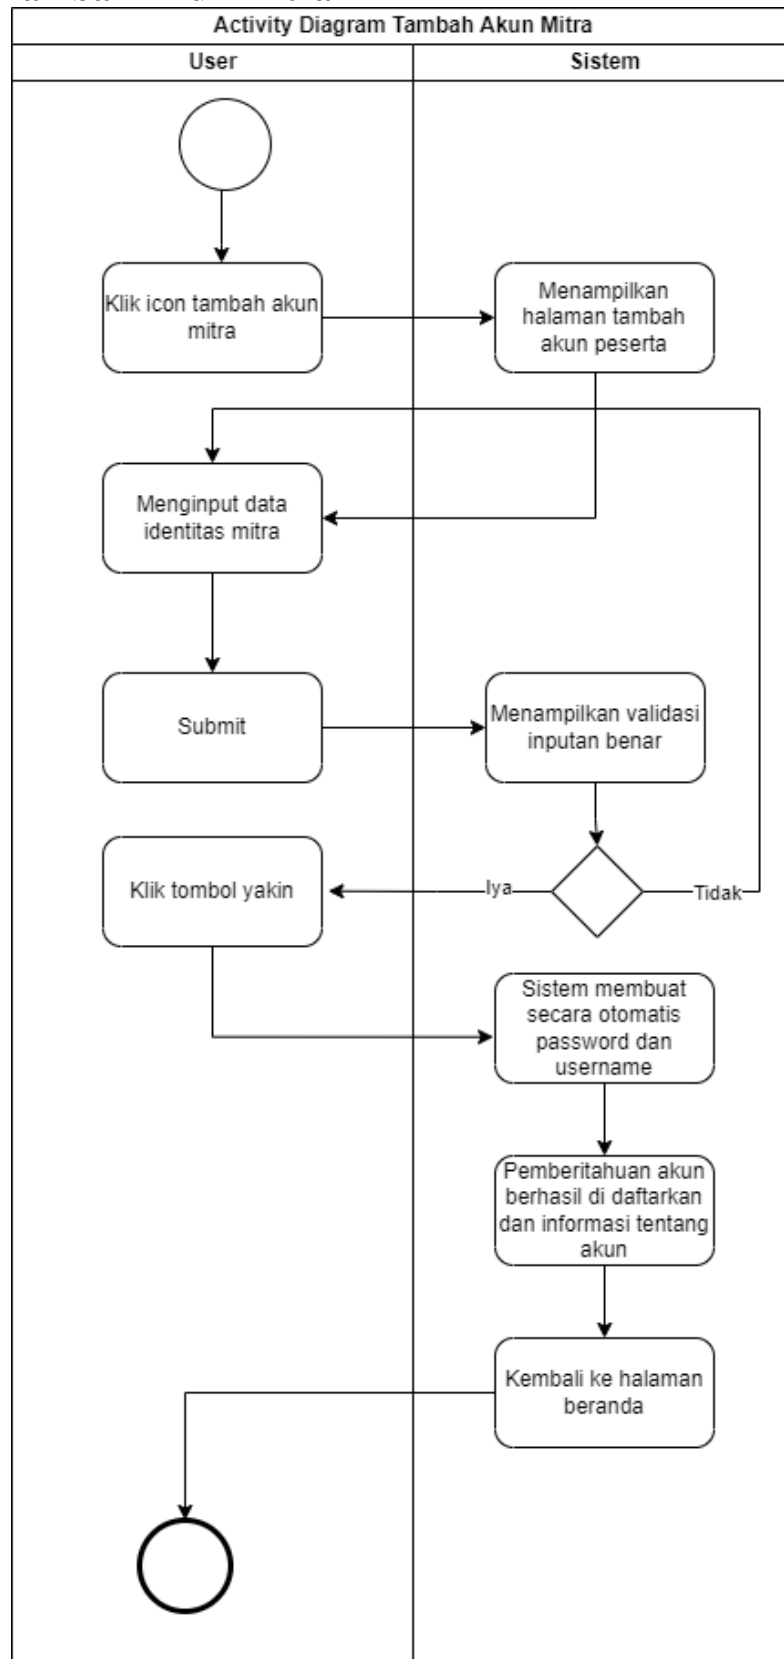 Activity Diagram Tambah Akun Mitra
User
Sistem
Klik icon tambah akun
mitra
Menampilkan
halaman tambah
akun peserta
Menginput data
identitas mitra
Submit
Menampilkan validasi
inputan benar
Klik tombol yakin
Iya
Tidak
Sistem membuat
secara otomatis
password dan
username
Pemberitahuan akun
berhasil di daftarkan
dan informasi tentang
akun
Kembali ke halaman
beranda